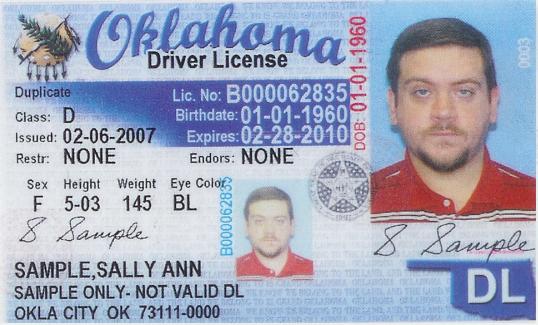 Oklahoma
Driver License
Duplicate
Lic. No: B000062835
Class: D
Birthdate: 01-01-1960
Issued: 02-06-2007
Expires: 02-28-2010
Restr: NONE
Endors: NONE
DOB: 01-01-1960
0003
Sex Height Weight Eye Color
F 5-03 145 BL
B000062835
S Sample
S Sample
SAMPLE,SALLY ANN
SAMPLE ONLY- NOT VALID DL
OKLA CITY OK 73111-0000
DL